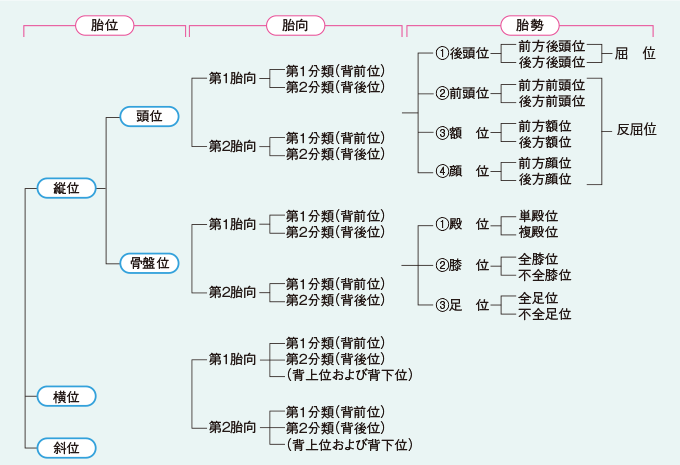 胎位 胎向 胎勢
縦位
頭位
第1胎向
第1分類(背前位)
第2分類(背後位)
第2胎向
第1分類(背前位)
第2分類(背後位)
①後頭位
前方後頭位
後方後頭位
屈 位
②前頭位
前方前頭位
後方前頭位
③額 位
前方額位
後方額位
④顔 位
前方顔位
後方顔位
反屈位
骨盤位
第1胎向
第1分類(背前位)
第2分類(背後位)
第2胎向
第1分類(背前位)
第2分類(背後位)
①殿 位
単殿位
複殿位
②膝 位
全膝位
不全膝位
③足 位
全足位
不全足位
横位
斜位
第1胎向
第1分類(背前位)
第2分類(背後位)
(背上位および背下位)
第2胎向
第1分類(背前位)
第2分類(背後位)
(背上位および背下位)